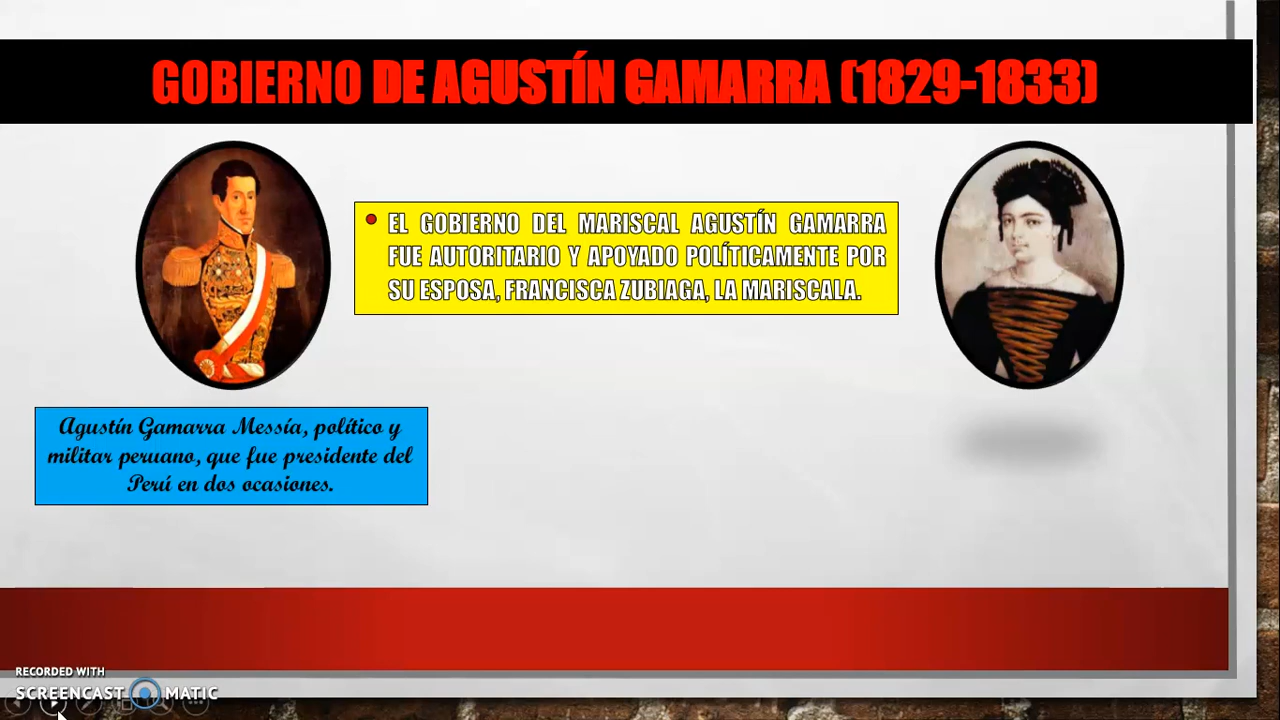 GOBIERNO DE AGUSTÍN GAMARRA (1829-1833)
EL GOBIERNO DEL MARISCAL AGUSTÍN GAMARRA
FUE AUTORITARIO Y APOYADO POLÍTICAMENTE POR
SU ESPOSA, FRANCISCA ZUBIAGA, LA MARISCALA.
Agustín Gamarra Messía, político y
militar peruano, que fue presidente del
Perú en dos ocasiones.
RECORDED WITH
SCREENCAST MATIC